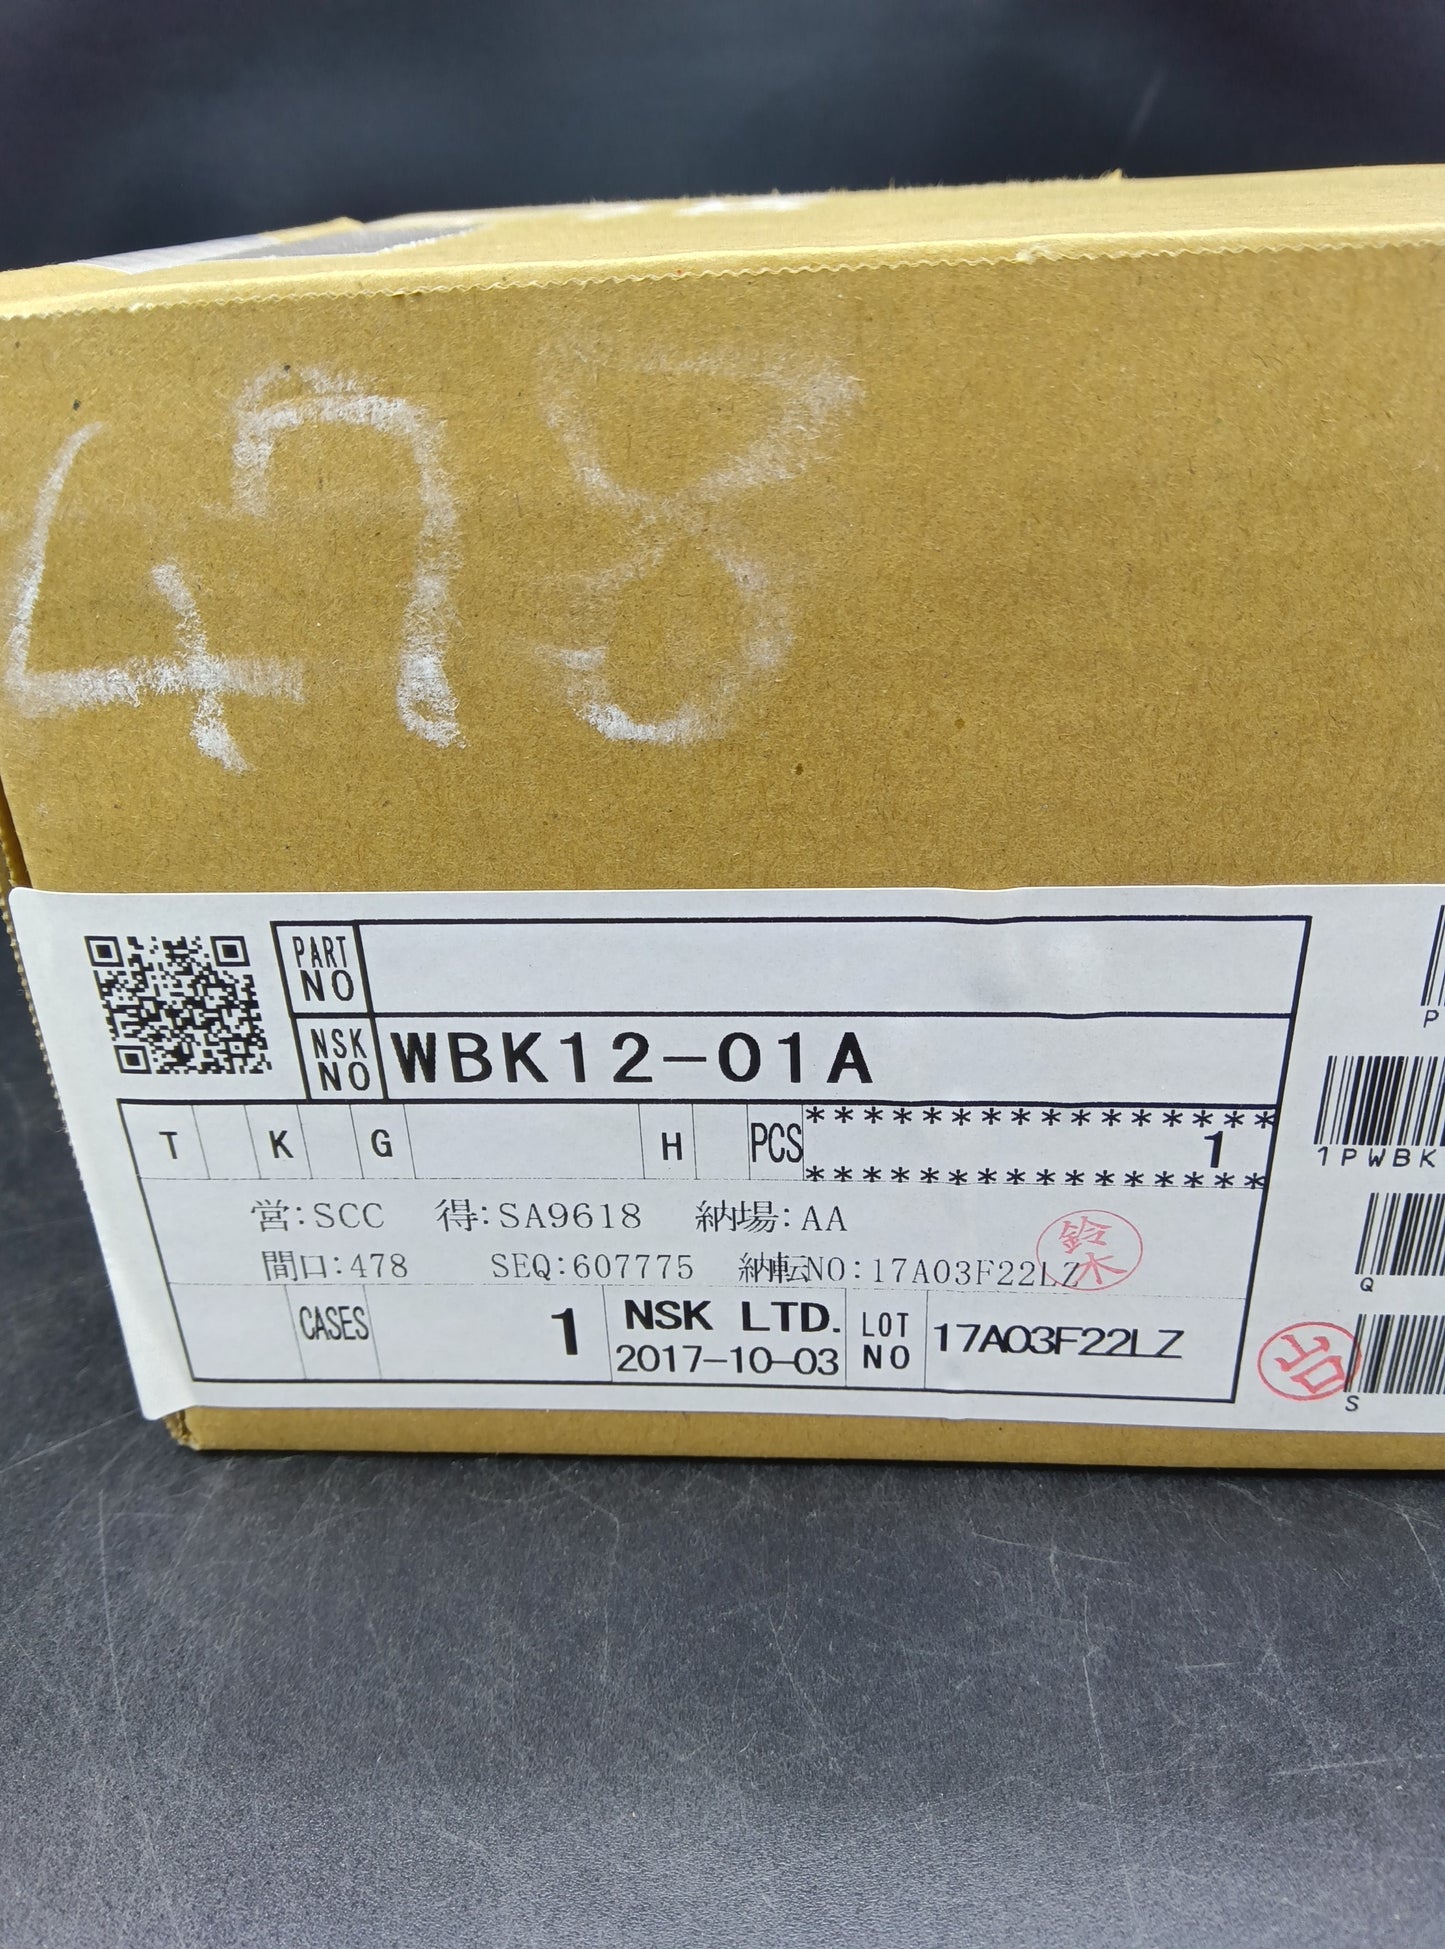 478
PART NO
NSK NO WBK12-01A
T K G H PCS
****************
1
****************
営:SCC 得:SA9618 納場:AA
間口:478 SEQ:607775 納転NO:17A03F22LZ
鈴木
CASES 1 NSK LTD. 2017-10-03 LOT NO 17A03F22LZ
P
1PWBK
Q
山口
S